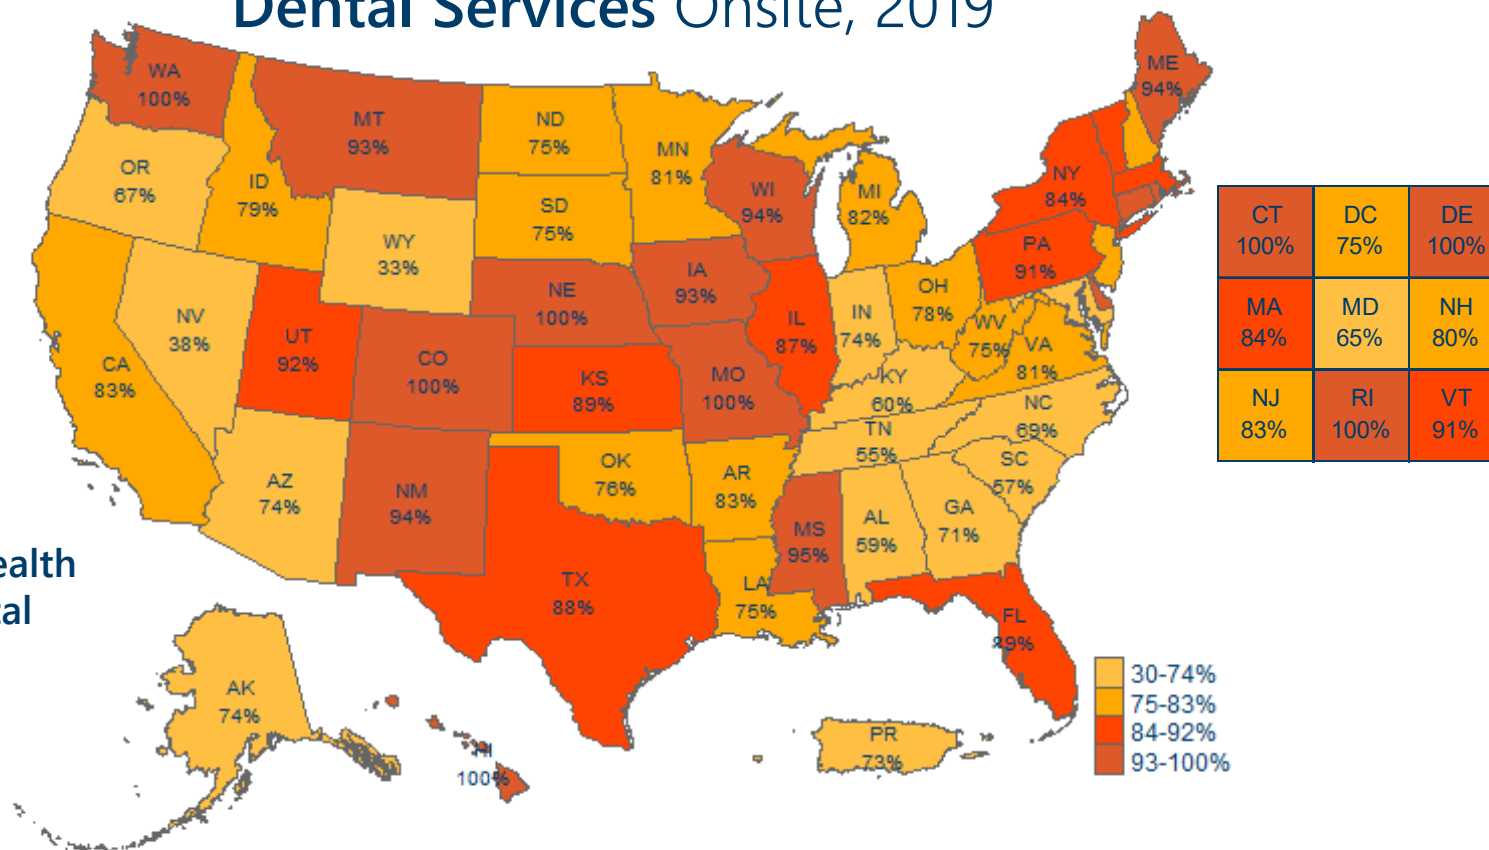 Dental Services Onsite, 2019
WA
100%
MT
93%
ND
75%
MN
81%
ME
94%
OR
67%
ID
79%
SD
75%
WI
94%
MI
82%
NY
84%
WY
33%
PA
91%
IA
93%
NE
100%
NV
38%
UT
92%
CO
100%
KS
89%
MO
100%
IL
87%
IN
74%
OH
78%
WV
75%
VA
81%
KY
60%
CA
83%
NC
69%
TN
55%
SC
57%
AZ
74%
NM
94%
OK
76%
AR
83%
MS
95%
AL
59%
GA
71%
TX
88%
LA
75%
FL
89%
AK
74%
HI
100%
PR
73%
ealth
tal
CT
100%
DC
75%
DE
100%
MA
84%
MD
65%
NH
80%
NJ
83%
RI
100%
VT
91%
30-74%
75-83%
84-92%
93-100%